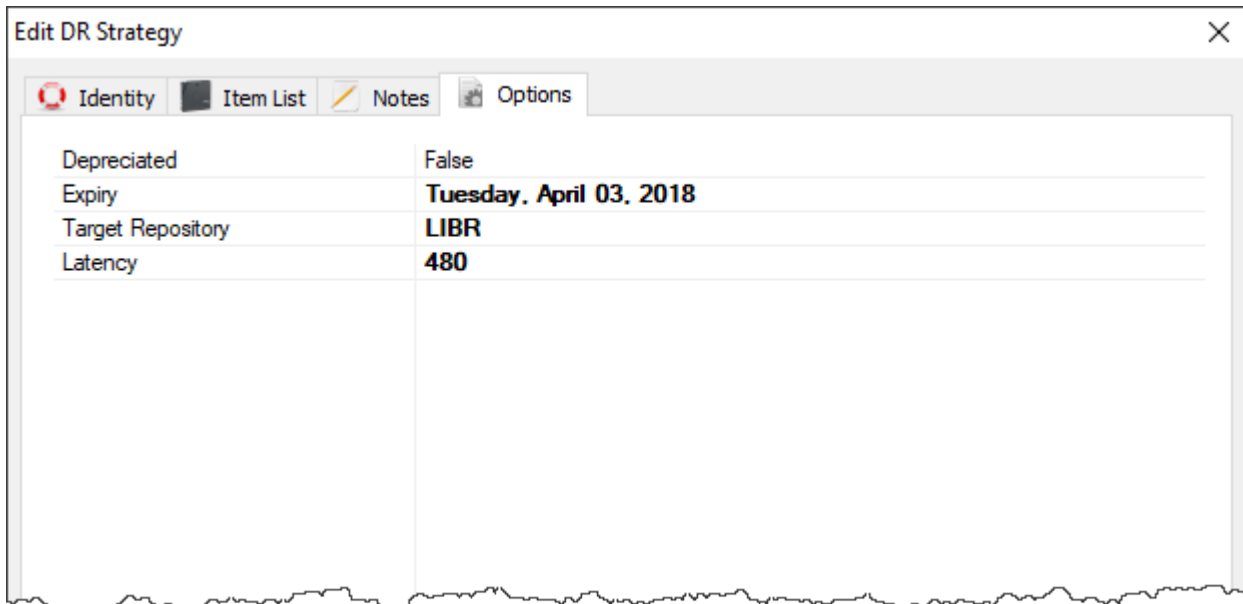 Edit DR Strategy
Identity Item List Notes Options
Depreciated False
Expiry Tuesday, April 03, 2018
Target Repository LIBR
Latency 480